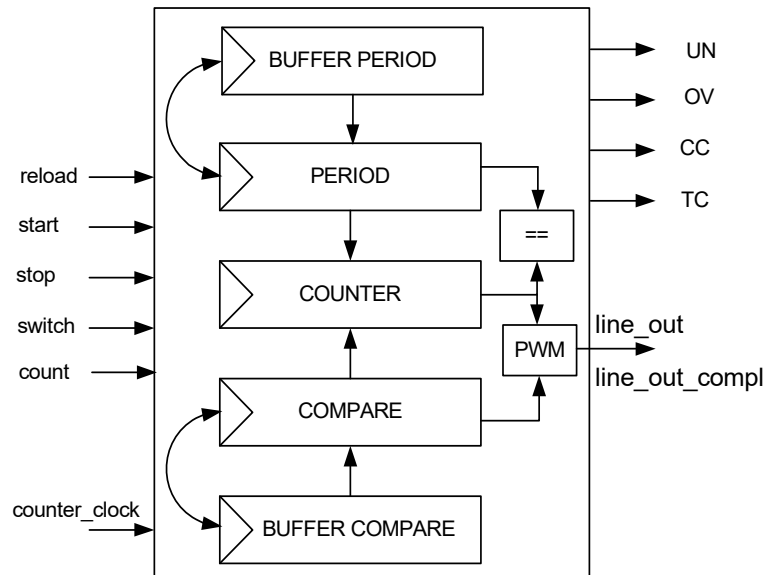 BUFFER PERIOD
PERIOD
==
COUNTER
PWM
COMPARE
BUFFER COMPARE
reload
start
stop
switch
count
counter_clock
UN
OV
CC
TC
line_out
line_out_compl